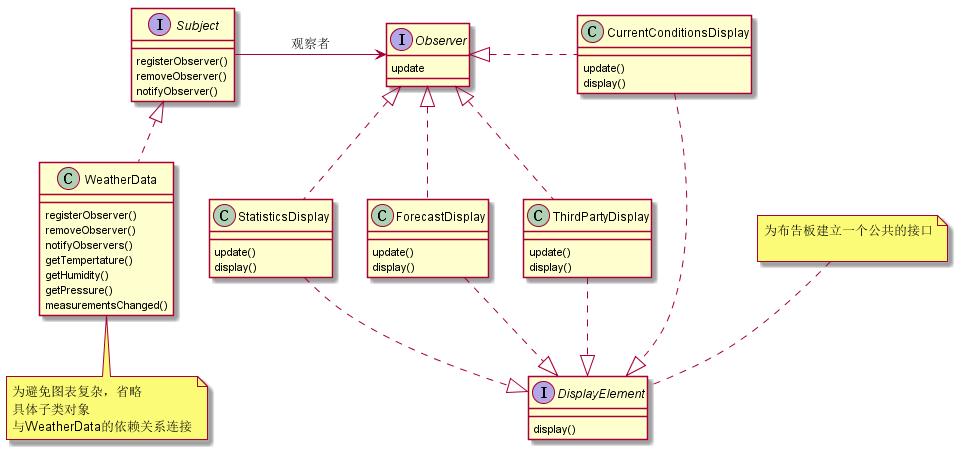 I Subject
registerObserver()
removeObserver()
notifyObserver()
观察者
I Observer
update
C CurrentConditionsDisplay
update()
display()
C WeatherData
registerObserver()
removeObserver()
notifyObservers()
getTempertature()
getHumidity()
getPressure()
measurementsChanged()
C StatisticsDisplay
update()
display()
C ForecastDisplay
update()
display()
C ThirdPartyDisplay
update()
display()
为布告板建立一个公共的接口
为避免图表复杂，省略
具体子类对象
与WeatherData的依赖关系连接
I DisplayElement
display()